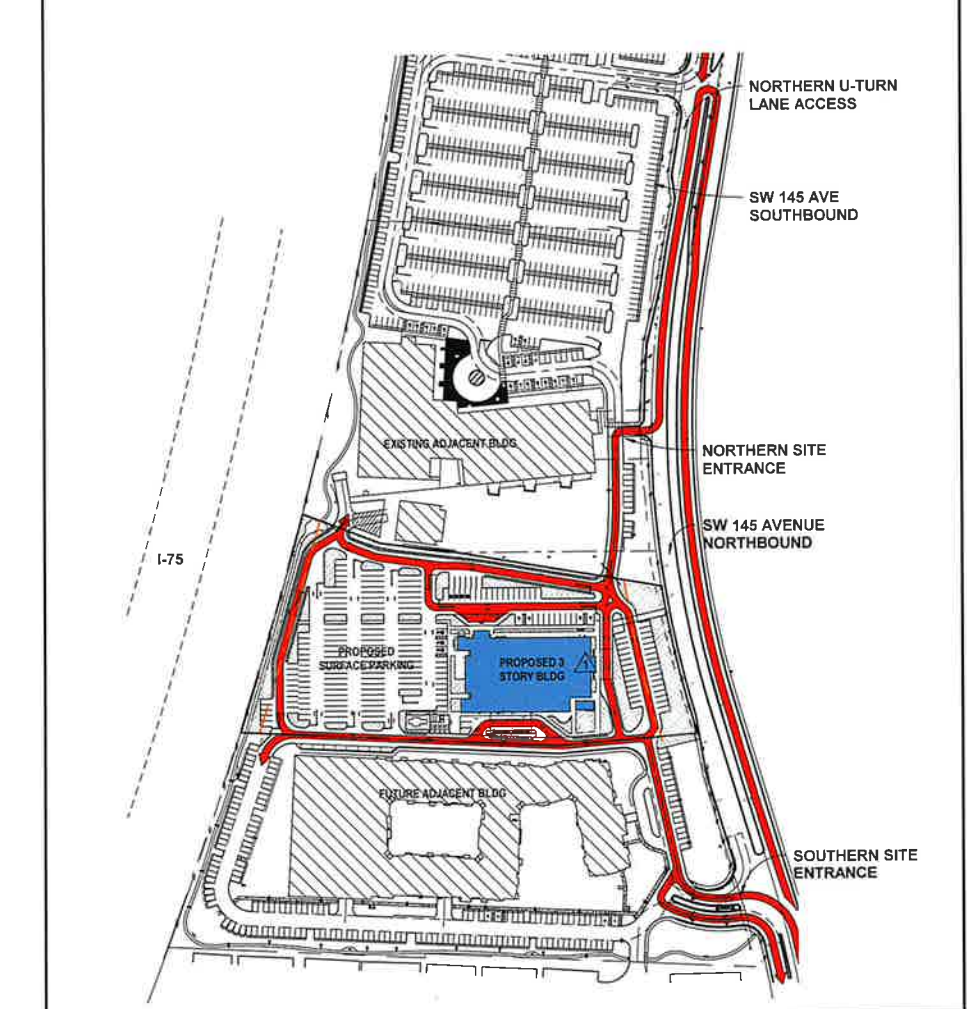 NORTHERN U-TURN
LANE ACCESS
SW 145 AVE
SOUTHBOUND
EXISTING ADJACENT BLDG
NORTHERN SITE
ENTRANCE
SW 145 AVENUE
NORTHBOUND
I-75
PROPOSED
SURFACE PARKING
PROPOSED 3
STORY BLDG
1
FUTURE ADJACENT BLDG
SOUTHERN SITE
ENTRANCE